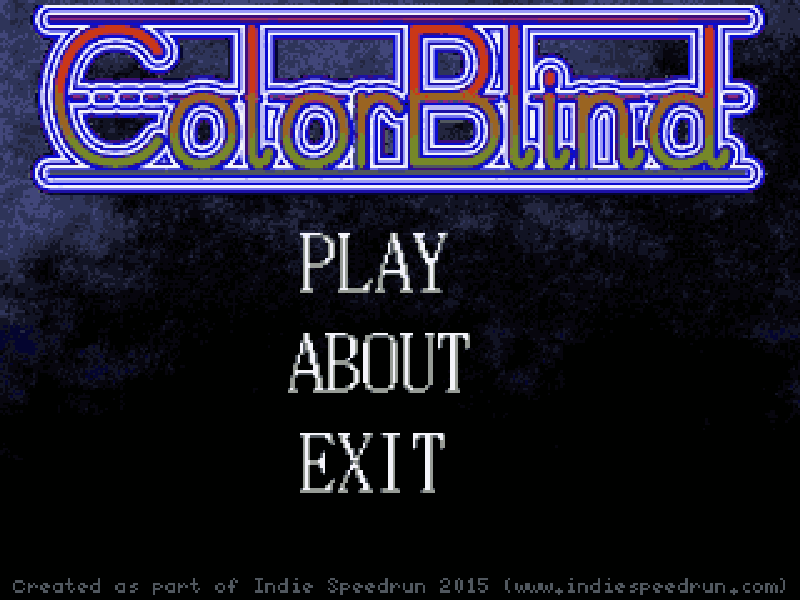 ColorBlind
PLAY
ABOUT
EXIT
Created as part of Indie Speedrun 2015 (www.indiespeedrun.com)